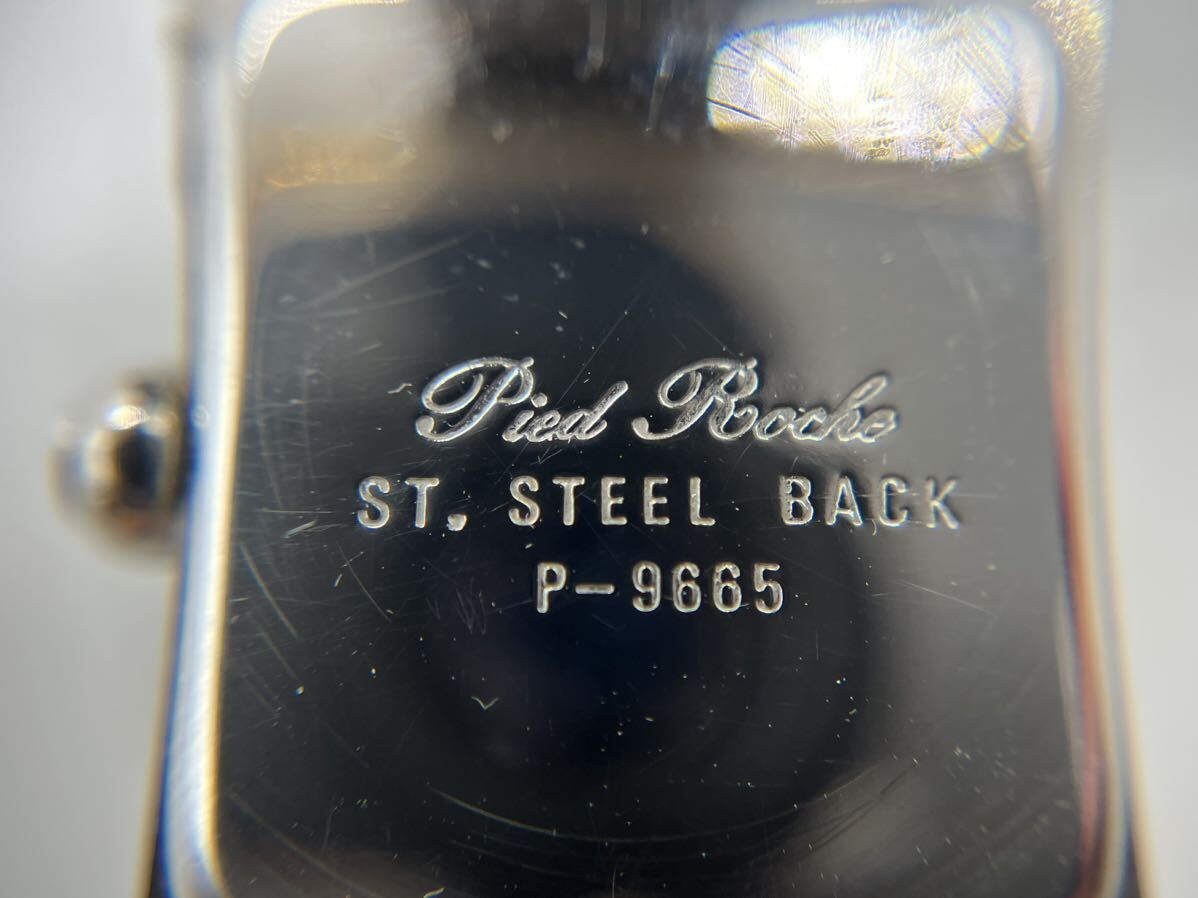 Pied Roche
ST, STEEL BACK
P-9665